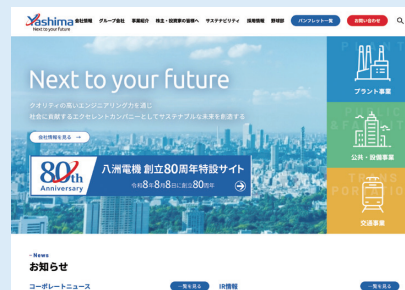 Yashima
Next to your future
会社情報 グループ会社 事業紹介 株主・投資家の皆様へ サステナビリティ 採用情報 野球部 パンフレット一覧 お問い合わせ
Next to your future
クオリティの高いエンジニアリング力を通じ
社会に貢献するエクセレントカンパニーとしてサステナブルな未来を創造する
会社情報を見る →
80th
Anniversary
八洲電機 創立80周年特設サイト
令和8年8月8日に創立80周年
PLANT
プラント事業
PUBLIC
公共・設備事業
TRANS
PORTATION
交通事業
- News
お知らせ
コーポレートニュース 一覧を見る
IR情報 一覧を見る